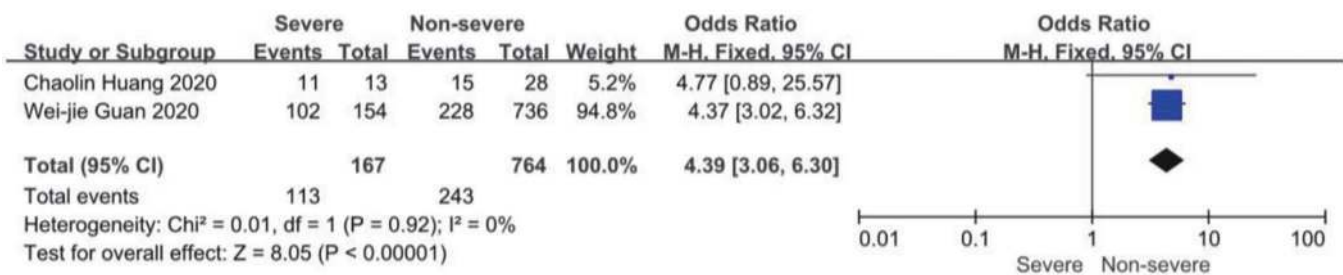 Severe Non-severe Odds Ratio Odds Ratio
Study or Subgroup Events Total Events Total Weight M-H. Fixed. 95% CI M-H. Fixed. 95% CI
Chaolin Huang 2020 11 13 15 28 5.2% 4.77 [0.89, 25.57]
Wei-jie Guan 2020 102 154 228 736 94.8% 4.37 [3.02, 6.32]
Total (95% CI) 167 764 100.0% 4.39 [3.06, 6.30]
Total events 113 243
Heterogeneity: Chi² = 0.01, df = 1 (P = 0.92); I² = 0%
Test for overall effect: Z = 8.05 (P < 0.00001)
0.01 0.1 1 10 100
Severe Non-severe